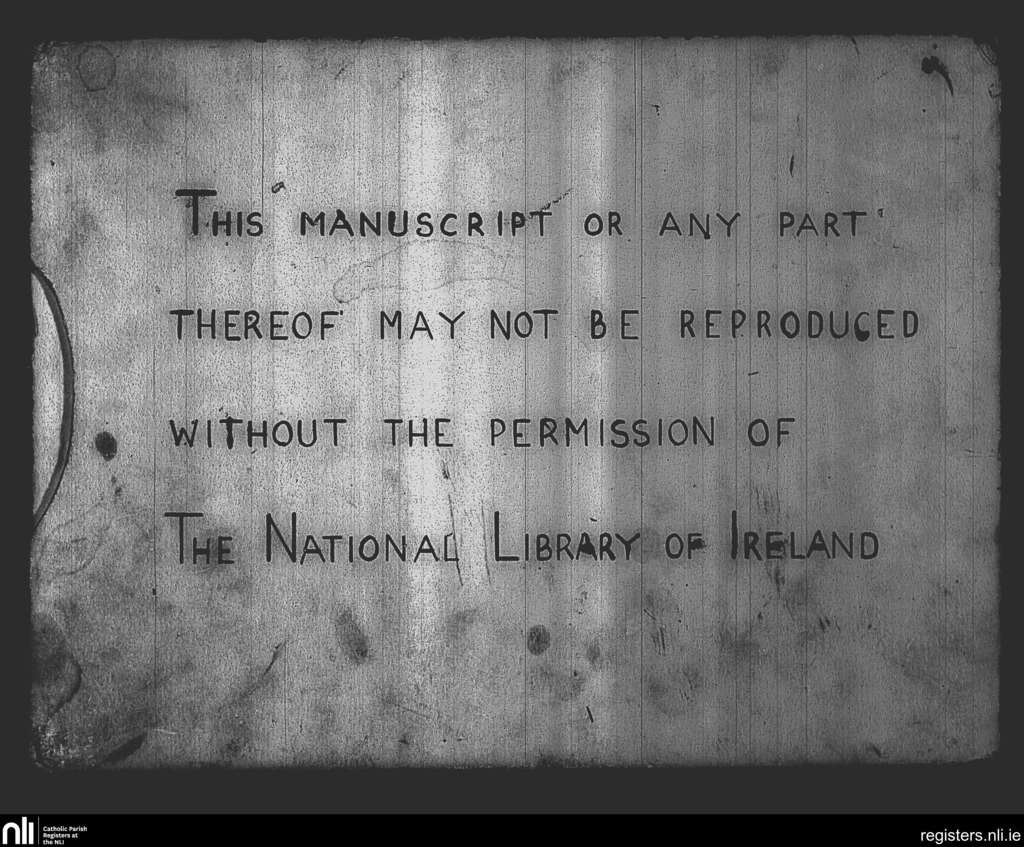 This manuscript or any part
thereof may not be reproduced
without the permission of
The National Library of Ireland
nli
Catholic Parish
Registers at
the NLI
registers.nli.ie